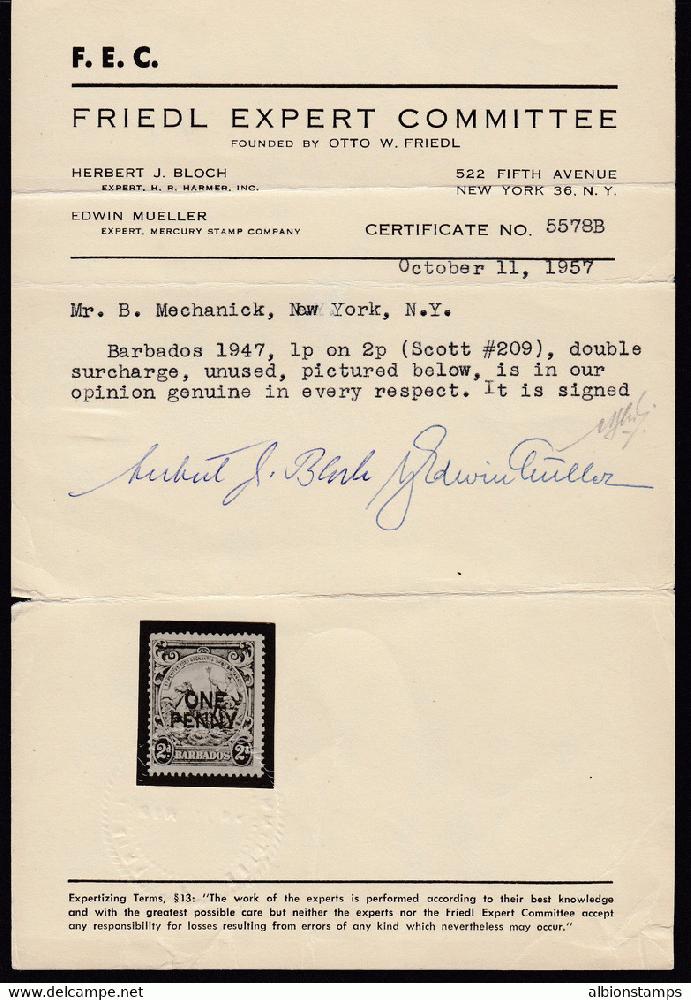 F. E. C.
FRIEDL EXPERT COMMITTEE
FOUNDED BY OTTO W. FRIEDL
HERBERT J. BLOCH
EXPERT, H. R. HARMER, INC.
522 FIFTH AVENUE
NEW YORK 36, N. Y.
EDWIN MUELLER
EXPERT, MERCURY STAMP COMPANY
CERTIFICATE NO. 5578B
October 11, 1957
Mr. B. Mechanick, New York, N.Y.
Barbados 1947, 1p on 2p (Scott #209), double
surcharge, unused, pictured below, is in our
opinion genuine in every respect. It is signed
Herbert J. Bloch Edwin Müller
ONE
PENNY
2d 2d
BARBADOS
Expertizing Terms, §13: "The work of the experts is performed according to their best knowledge
and with the greatest possible care but neither the experts nor the Friedl Expert Committee accept
any responsibility for losses resulting from errors of any kind which nevertheless may occur."
delcampe.net
albionstamps